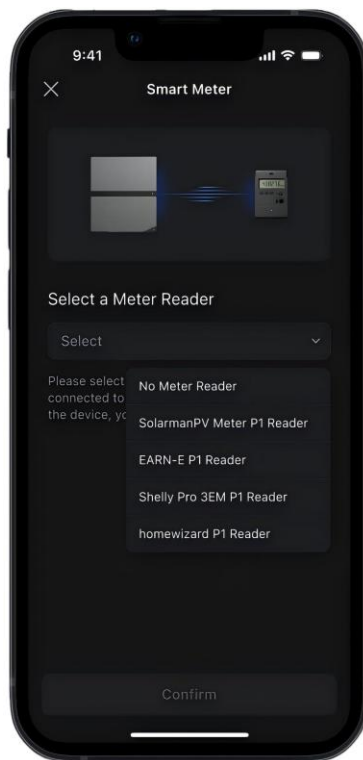 9:41
Smart Meter
Select a Meter Reader
Select
Please select
connected to
the device, yo
No Meter Reader
SolarmanPV Meter P1 Reader
EARN-E P1 Reader
Shelly Pro 3EM P1 Reader
homewizard P1 Reader
Confirm